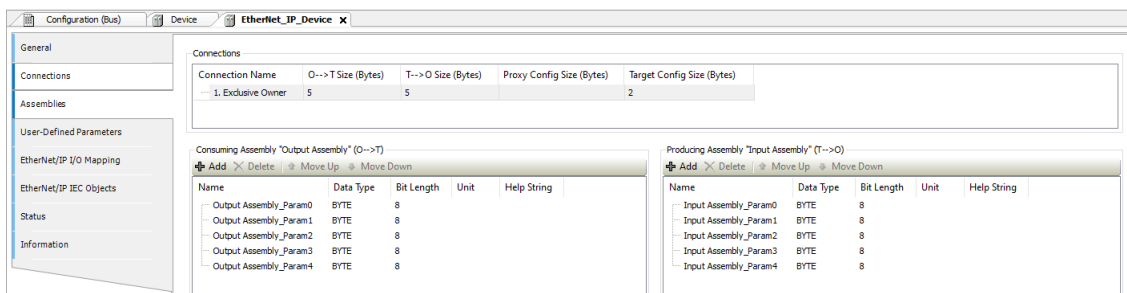 Configuration (Bus) Device EtherNet_IP_Device X
General
Connections
Assemblies
User-Defined Parameters
EtherNet/IP I/O Mapping
EtherNet/IP IEC Objects
Status
Information
Connections
Connection Name O-->T Size (Bytes) T-->O Size (Bytes) Proxy Config Size (Bytes) Target Config Size (Bytes)
1. Exclusive Owner 5 5 2
Consuming Assembly "Output Assembly" (O-->T)
Add Delete Move Up Move Down
Name Data Type Bit Length Unit Help String
Output Assembly_Param0 BYTE 8
Output Assembly_Param1 BYTE 8
Output Assembly_Param2 BYTE 8
Output Assembly_Param3 BYTE 8
Output Assembly_Param4 BYTE 8
Producing Assembly "Input Assembly" (T-->O)
Add Delete Move Up Move Down
Name Data Type Bit Length Unit Help String
Input Assembly_Param0 BYTE 8
Input Assembly_Param1 BYTE 8
Input Assembly_Param2 BYTE 8
Input Assembly_Param3 BYTE 8
Input Assembly_Param4 BYTE 8